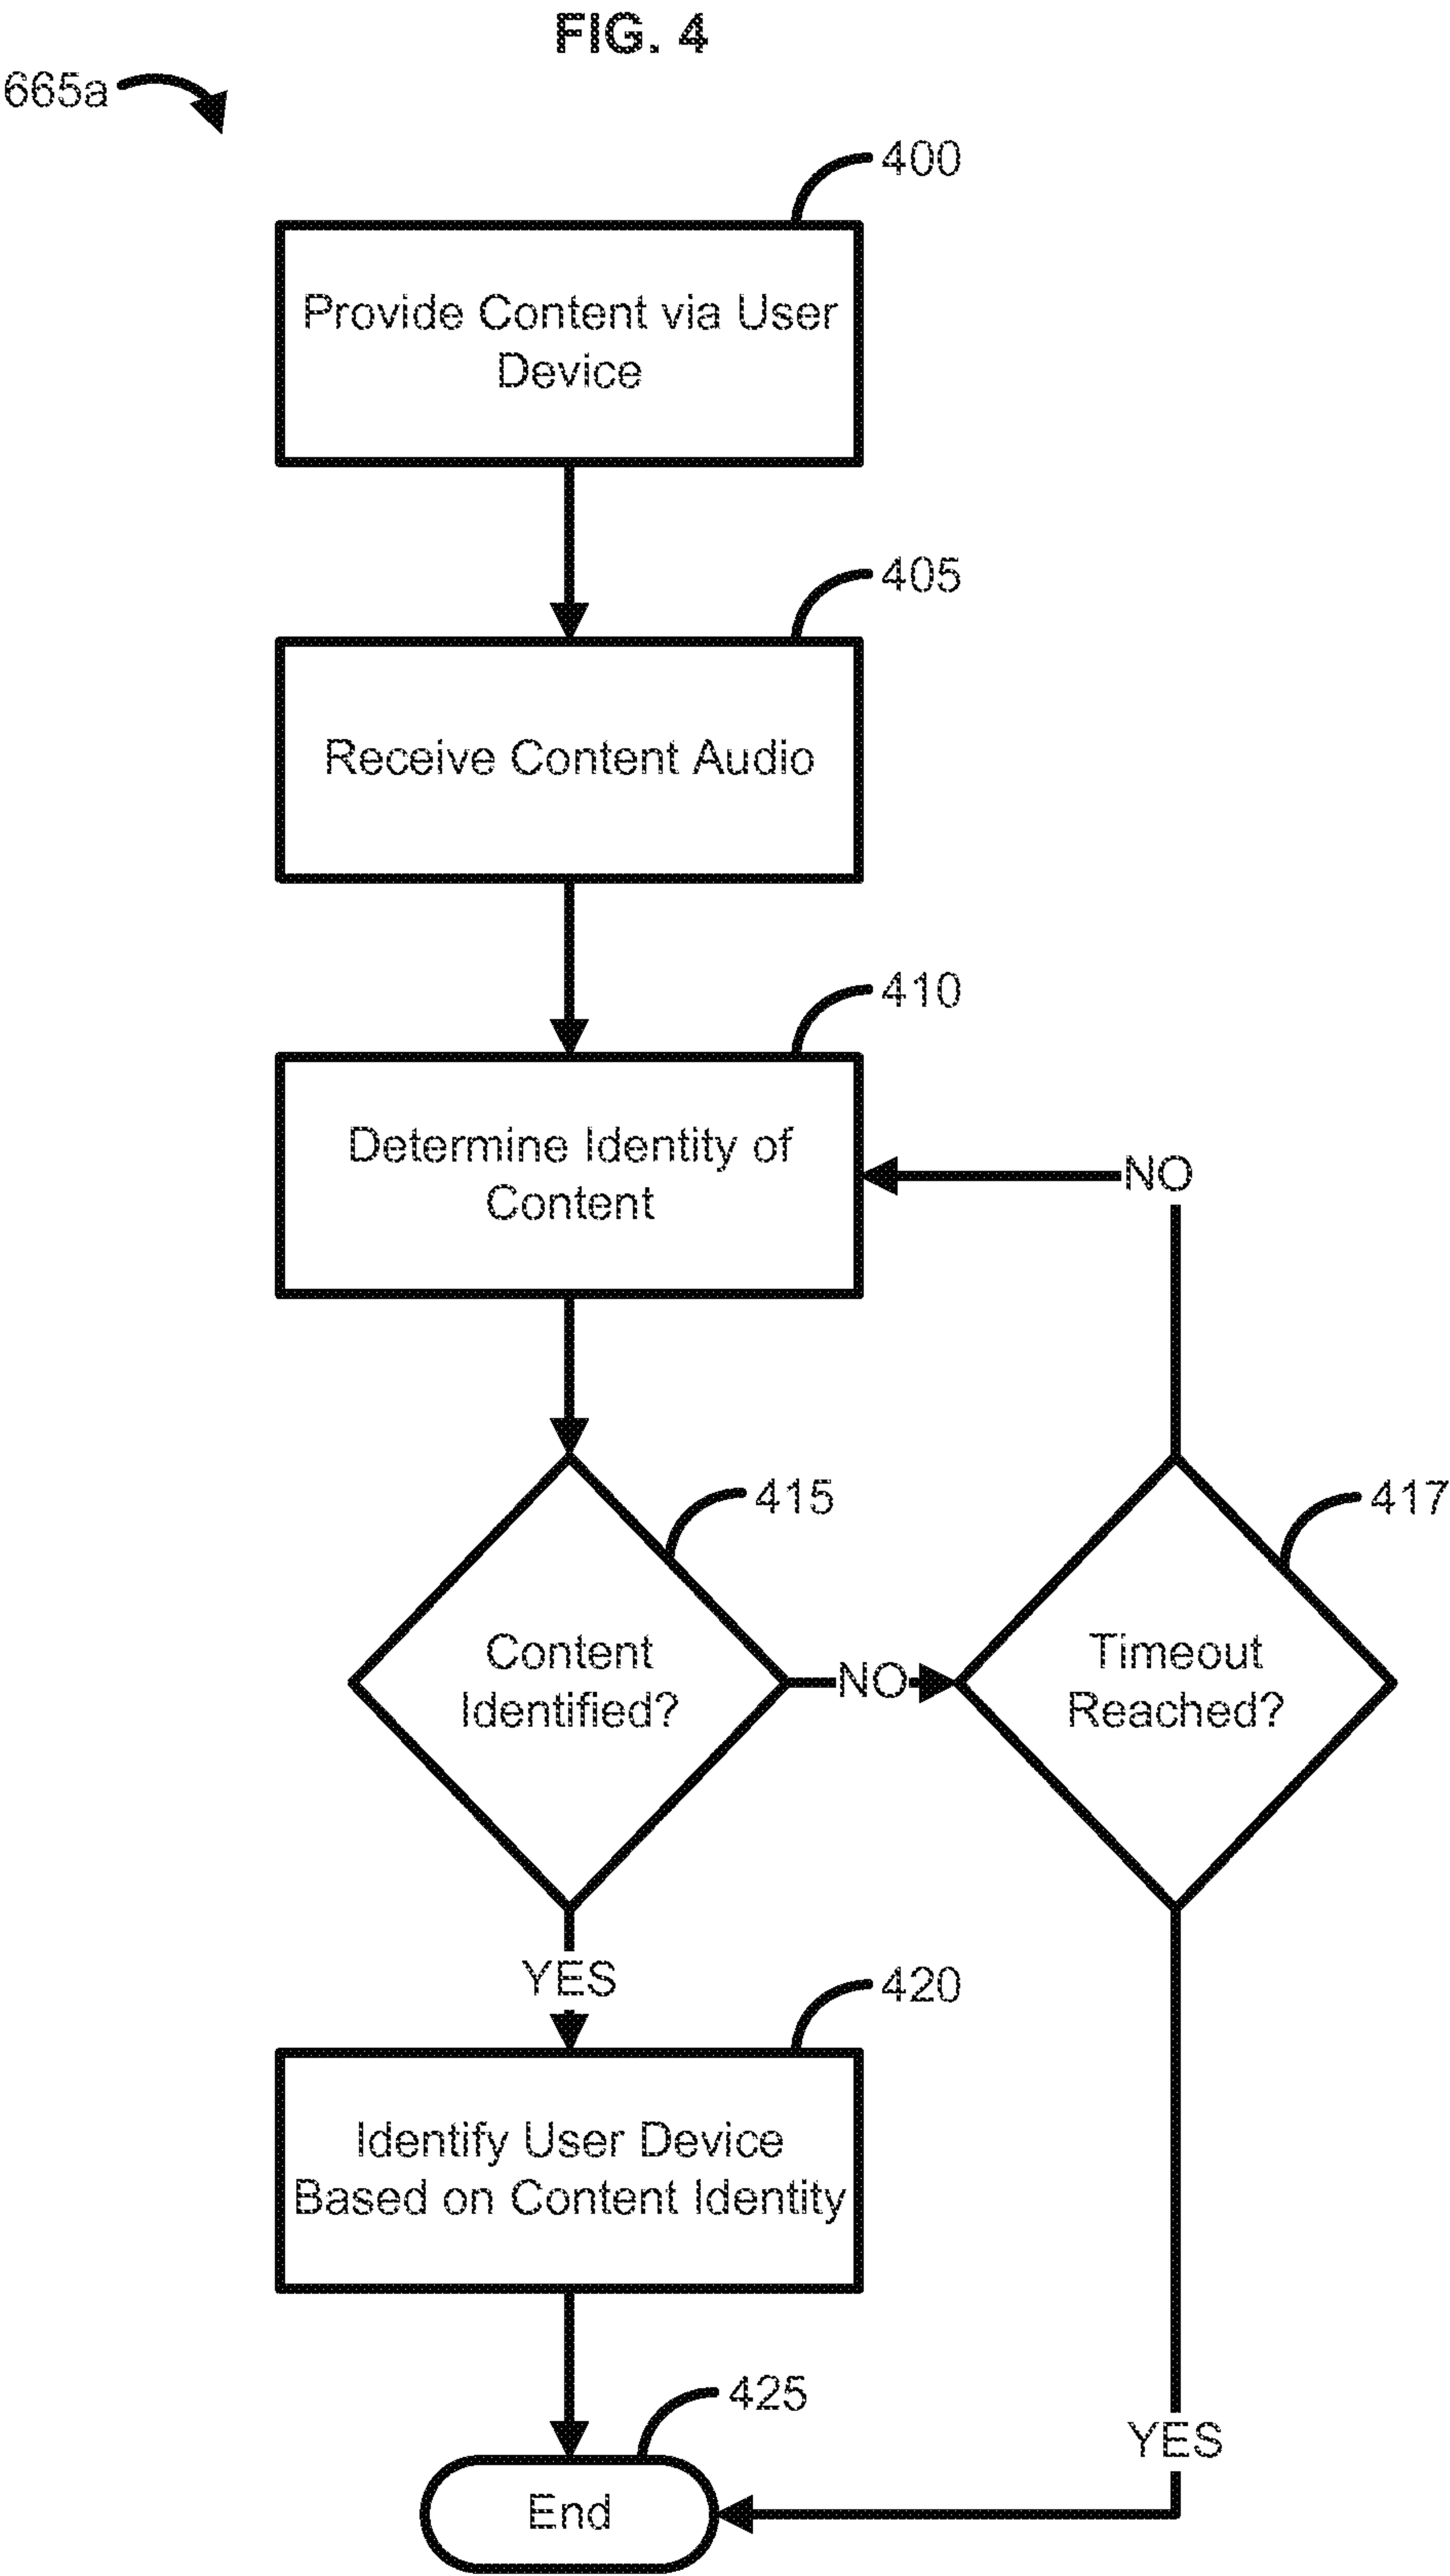 FIG. 4
665a
400
Provide Content via User
Device
405
Receive Content Audio
410
Determine Identity of
Content
NO
415
417
Content
Identified?
NO
Timeout
Reached?
YES
420
Identify User Device
Based on Content Identity
425
YES
End